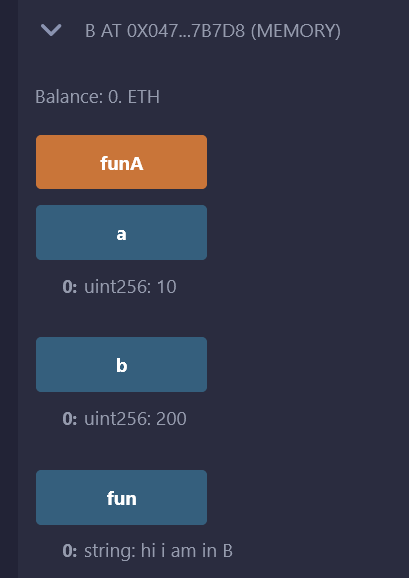 B AT 0X047...7B7D8 (MEMORY)
Balance: 0. ETH
funA
a
0: uint256: 10
b
0: uint256: 200
fun
0: string: hi i am in B